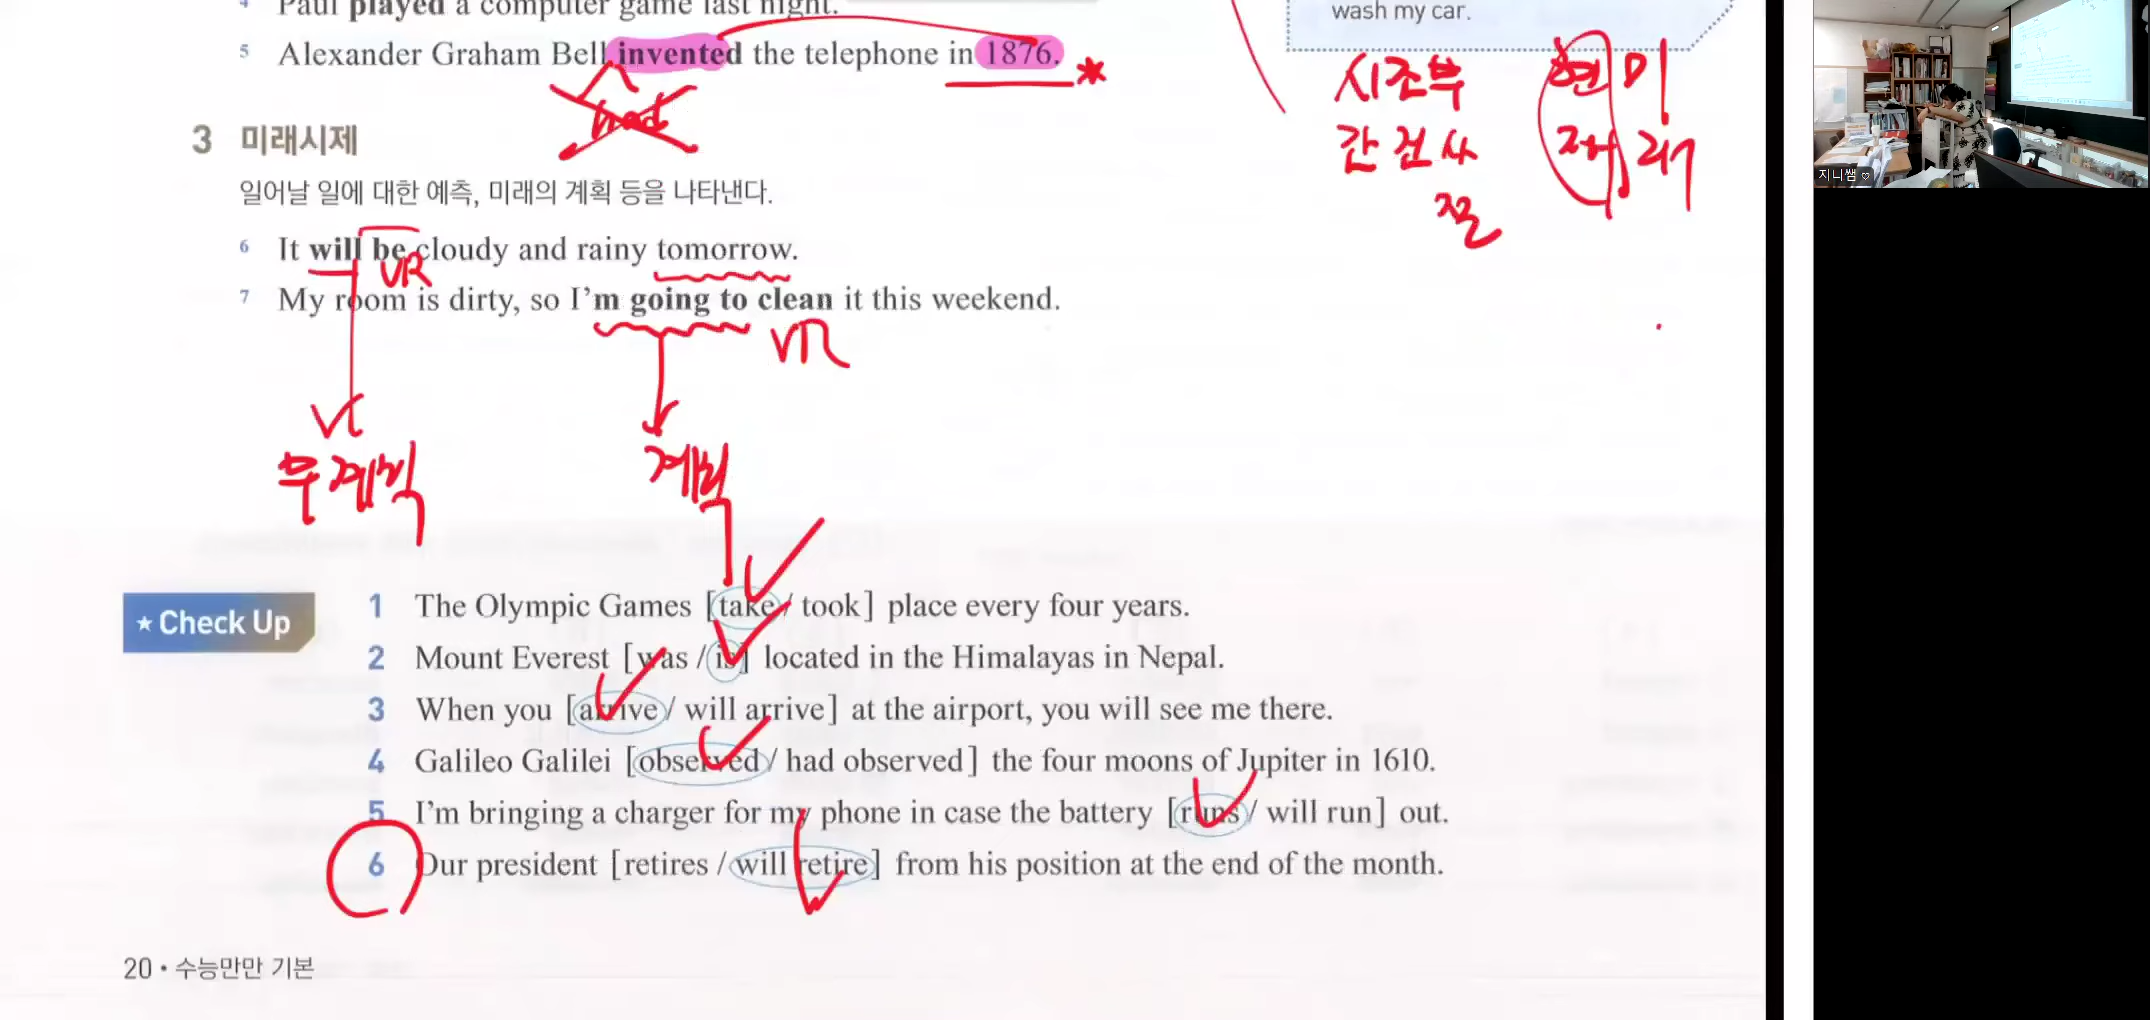 4 Paul played a computer game last night.
wash my car.
5 Alexander Graham Bell invented the telephone in 1876. *
had
시조부 현미
간건사 재래
절
3 미래시제
일어날 일에 대한 예측, 미래의 계획 등을 나타낸다.
6 It will be cloudy and rainy tomorrow.
VR
7 My room is dirty, so I'm going to clean it this weekend.
VR
무계획 계획
★ Check Up
1 The Olympic Games [take / took] place every four years.
2 Mount Everest [was / is] located in the Himalayas in Nepal.
3 When you [arrive / will arrive] at the airport, you will see me there.
4 Galileo Galilei [observed / had observed] the four moons of Jupiter in 1610.
5 I'm bringing a charger for my phone in case the battery [runs / will run] out.
6 Our president [retires / will retire] from his position at the end of the month.
20 • 수능만만 기본
지니쌤 ♡